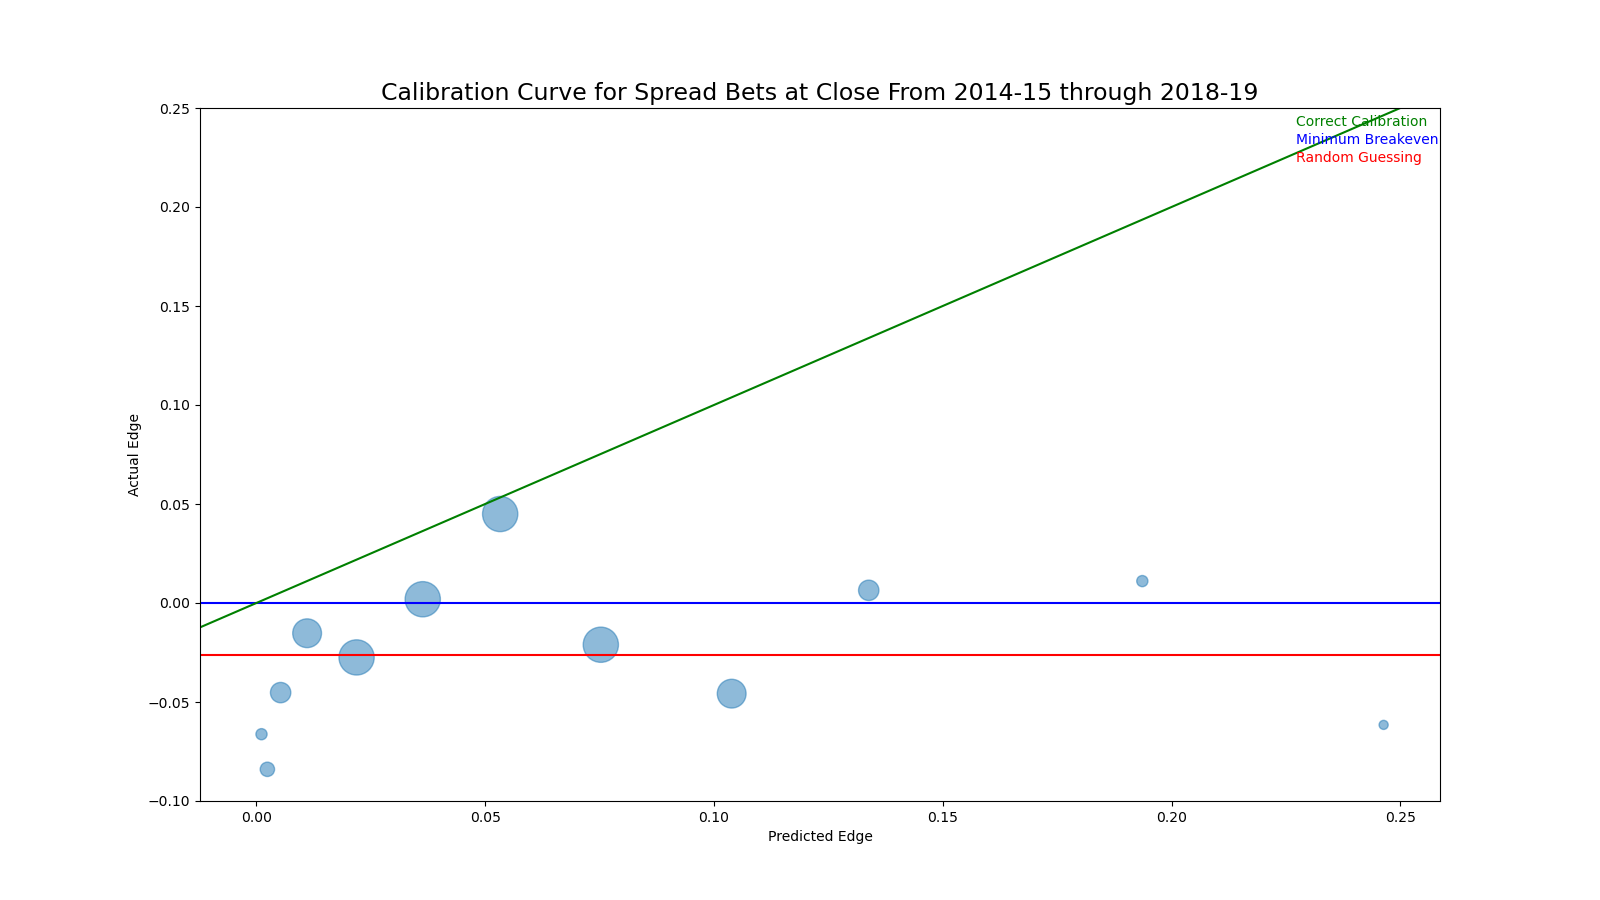 Calibration Curve for Spread Bets at Close From 2014-15 through 2018-19
Correct Calibration
Minimum Breakeven
Random Guessing
0.25
0.20
0.15
0.10
0.05
0.00
−0.05
−0.10
Actual Edge
0.00 0.05 0.10 0.15 0.20 0.25
Predicted Edge